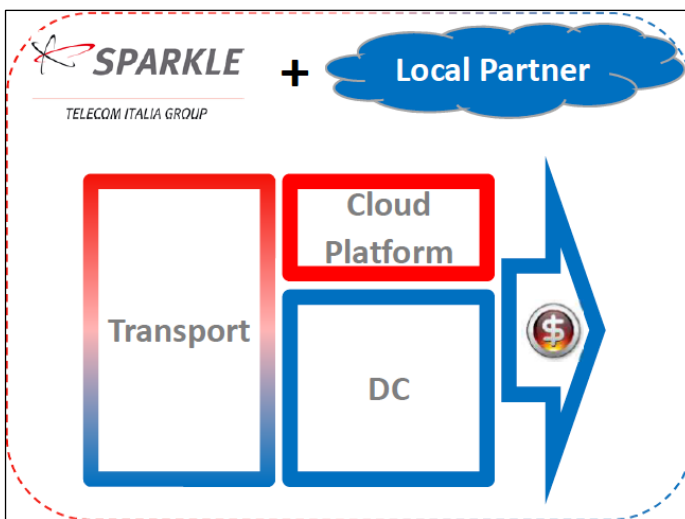 SPARKLE + Local Partner
TELECOM ITALIA GROUP
Cloud
Platform
Transport
DC
$